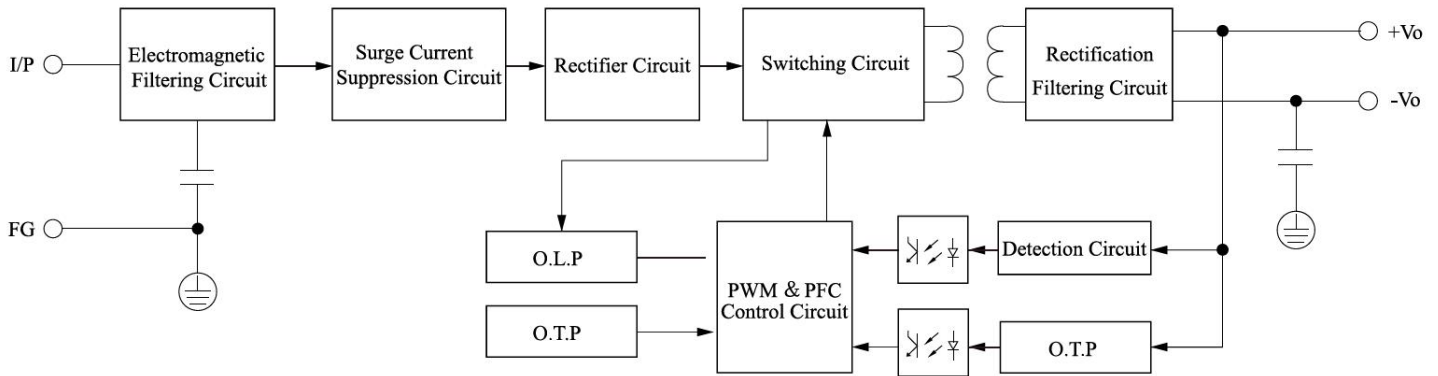 I/P
Electromagnetic
Filtering Circuit
Surge Current
Suppression Circuit
Rectifier Circuit
Switching Circuit
Rectification
Filtering Circuit
+Vo
-Vo
FG
O.L.P
O.T.P
PWM & PFC
Control Circuit
Detection Circuit
O.T.P